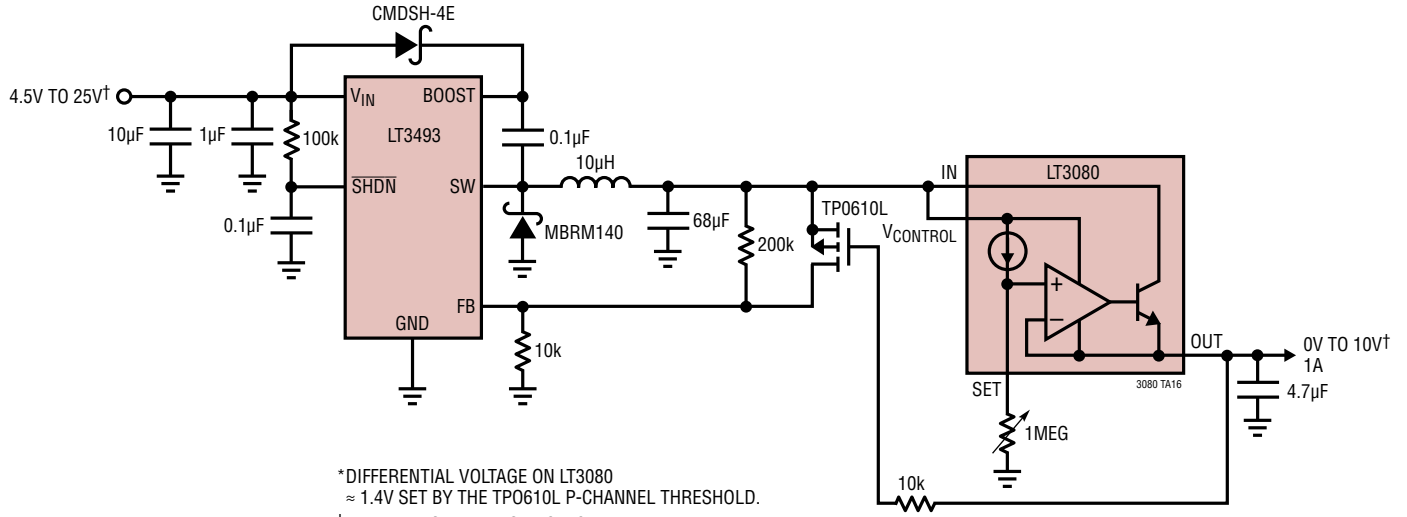 CMDSH-4E
4.5V TO 25V†
VIN
BOOST
10µF
1µF
100k
LT3493
0.1µF
10µH
IN
LT3080
SHDN
SW
TP0610L
0.1µF
MBRM140
68µF
200k
VCONTROL
+
–
FB
GND
10k
OUT
0V TO 10V†
1A
3080 TA16
SET
4.7µF
1MEG
*DIFFERENTIAL VOLTAGE ON LT3080
≈ 1.4V SET BY THE TPO610L P-CHANNEL THRESHOLD.
10k